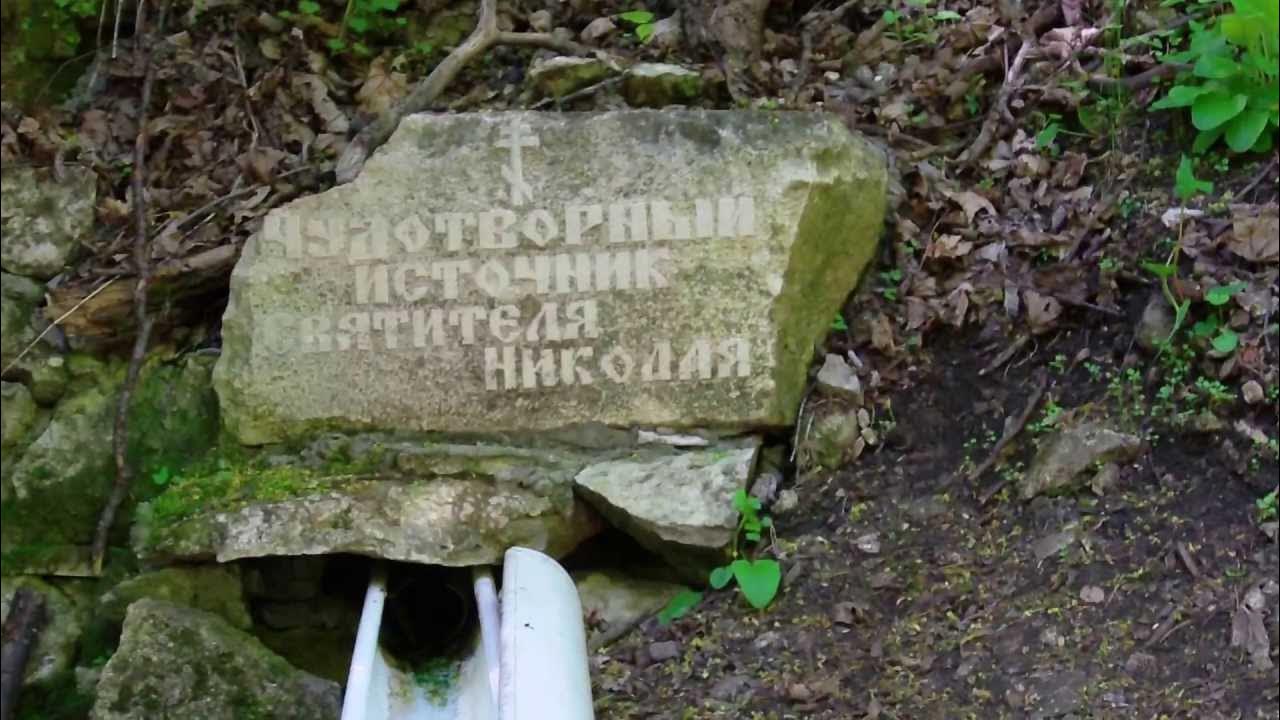 Чудотворный
источник
святителя
Николая